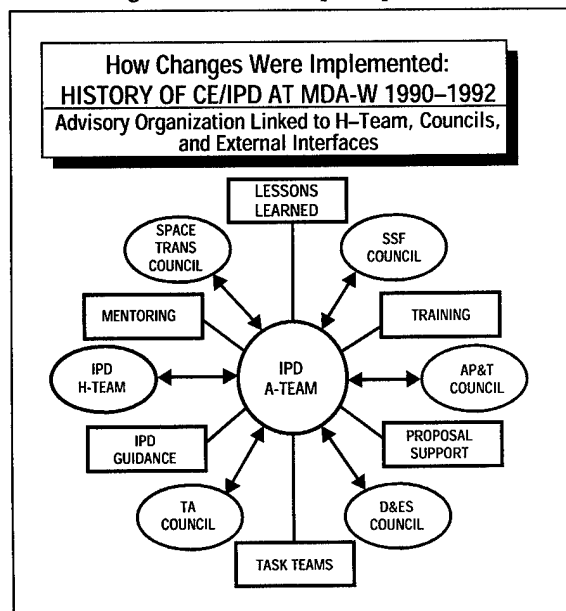 How Changes Were Implemented:
HISTORY OF CE/IPD AT MDA-W 1990–1992
Advisory Organization Linked to H–Team, Councils,
and External Interfaces
LESSONS
LEARNED
SPACE
TRANS
COUNCIL
SSF
COUNCIL
MENTORING
TRAINING
IPD
H-TEAM
IPD
A-TEAM
AP&T
COUNCIL
IPD
GUIDANCE
PROPOSAL
SUPPORT
TA
COUNCIL
D&ES
COUNCIL
TASK TEAMS